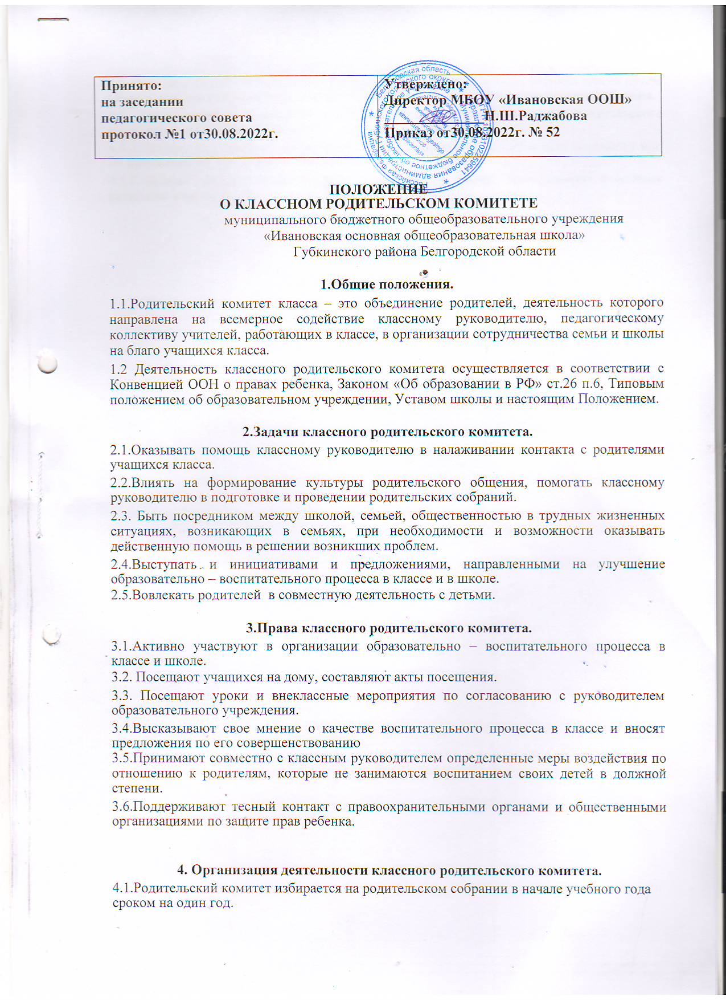 Принято:
на заседании
педагогического совета
протокол №1 от30.08.2022г.
Утверждено:
Директор МБОУ «Ивановская ООШ»
______________Н.Ш.Раджабова
Приказ от30.08.2022г. № 52
ПОЛОЖЕНИЕ
О КЛАССНОМ РОДИТЕЛЬСКОМ КОМИТЕТЕ
муниципального бюджетного общеобразовательного учреждения
«Ивановская основная общеобразовательная школа»
Губкинского района Белгородской области
1.Общие положения.
1.1.Родительский комитет класса – это объединение родителей, деятельность которого
направлена на всемерное содействие классному руководителю, педагогическому
коллективу учителей, работающих в классе, в организации сотрудничества семьи и школы
на благо учащихся класса.
1.2 Деятельность классного родительского комитета осуществляется в соответствии с
Конвенцией ООН о правах ребенка, Законом «Об образовании в РФ» ст.26 п.6, Типовым
положением об образовательном учреждении, Уставом школы и настоящим Положением.
2.Задачи классного родительского комитета.
2.1.Оказывать помощь классному руководителю в налаживании контакта с родителями
учащихся класса.
2.2.Влиять на формирование культуры родительского общения, помогать классному
руководителю в подготовке и проведении родительских собраний.
2.3. Быть посредником между школой, семьей, общественностью в трудных жизненных
ситуациях, возникающих в семьях, при необходимости и возможности оказывать
действенную помощь в решении возникших проблем.
2.4.Выступать и инициативами и предложениями, направленными на улучшение
образовательно – воспитательного процесса в классе и в школе.
2.5.Вовлекать родителей в совместную деятельность с детьми.
3.Права классного родительского комитета.
3.1.Активно участвуют в организации образовательно – воспитательного процесса в
классе и школе.
3.2. Посещают учащихся на дому, составляют акты посещения.
3.3. Посещают уроки и внеклассные мероприятия по согласованию с руководителем
образовательного учреждения.
3.4.Высказывают свое мнение о качестве воспитательного процесса в классе и вносят
предложения по его совершенствованию
3.5.Принимают совместно с классным руководителем определенные меры воздействия по
отношению к родителям, которые не занимаются воспитанием своих детей в должной
степени.
3.6.Поддерживают тесный контакт с правоохранительными органами и общественными
организациями по защите прав ребенка.
4. Организация деятельности классного родительского комитета.
4.1.Родительский комитет избирается на родительском собрании в начале учебного года
сроком на один год.